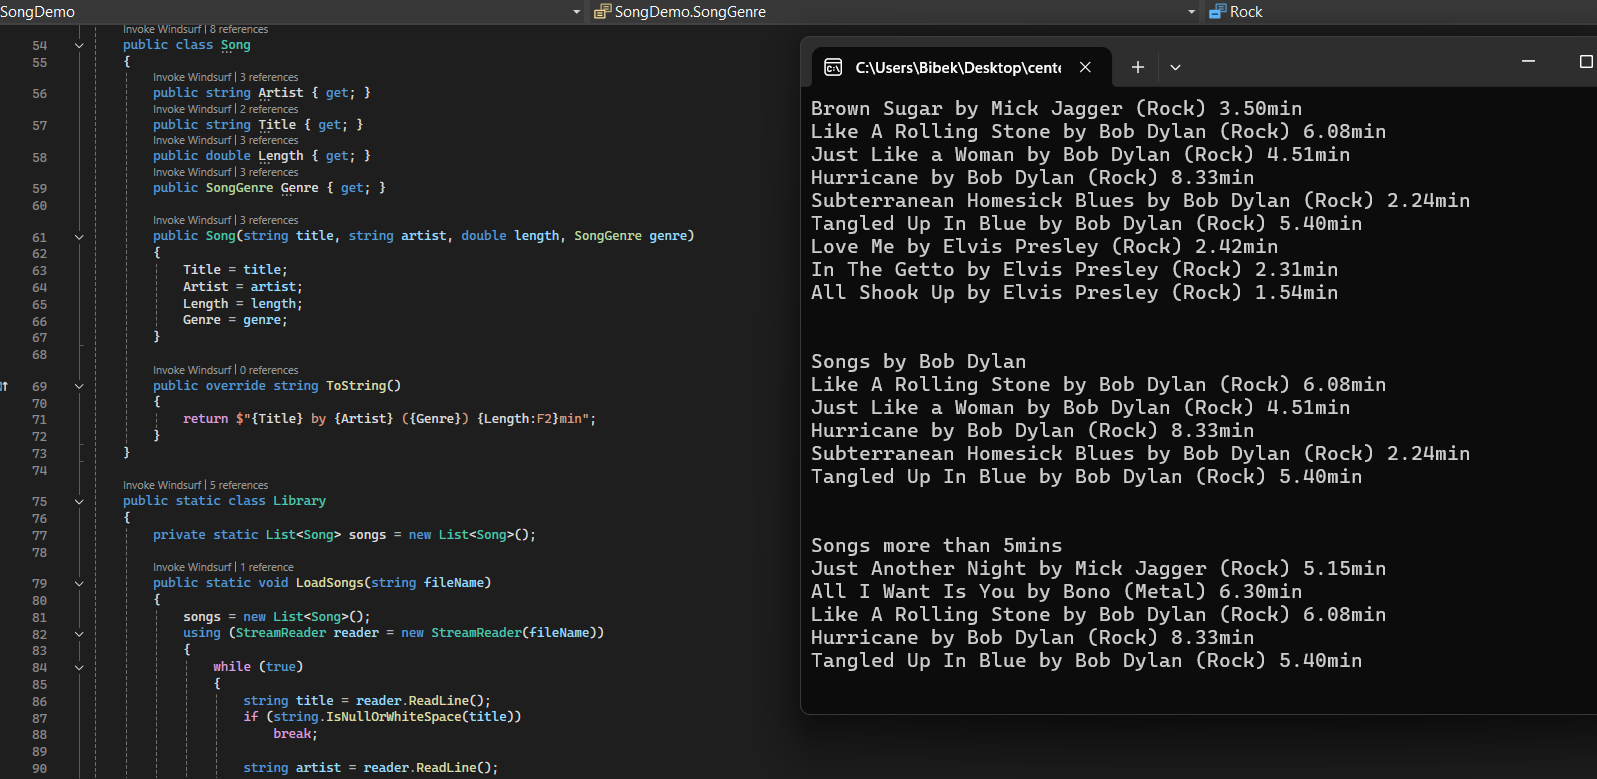 SongDemo
SongDemo.SongGenre
Rock
Invoke Windsurf | 8 references
54 public class Song
55 {
Invoke Windsurf | 3 references
56 public string Artist { get; }
Invoke Windsurf | 2 references
57 public string Title { get; }
Invoke Windsurf | 3 references
58 public double Length { get; }
Invoke Windsurf | 3 references
59 public SongGenre Genre { get; }
60
Invoke Windsurf | 3 references
61 public Song(string title, string artist, double length, SongGenre genre)
62 {
63 Title = title;
64 Artist = artist;
65 Length = length;
66 Genre = genre;
67 }
68
Invoke Windsurf | 0 references
69 public override string ToString()
70 {
71 return $"{Title} by {Artist} ({Genre}) {Length:F2}min";
72 }
73 }
74
Invoke Windsurf | 5 references
75 public static class Library
76 {
77 private static List<Song> songs = new List<Song>();
78
Invoke Windsurf | 1 reference
79 public static void LoadSongs(string fileName)
80 {
81 songs = new List<Song>();
82 using (StreamReader reader = new StreamReader(fileName))
83 {
84 while (true)
85 {
86 string title = reader.ReadLine();
87 if (string.IsNullOrWhiteSpace(title))
88 break;
89
90 string artist = reader.ReadLine();
C:\Users\Bibek\Desktop\cente
Brown Sugar by Mick Jagger (Rock) 3.50min
Like A Rolling Stone by Bob Dylan (Rock) 6.08min
Just Like a Woman by Bob Dylan (Rock) 4.51min
Hurricane by Bob Dylan (Rock) 8.33min
Subterranean Homesick Blues by Bob Dylan (Rock) 2.24min
Tangled Up In Blue by Bob Dylan (Rock) 5.40min
Love Me by Elvis Presley (Rock) 2.42min
In The Getto by Elvis Presley (Rock) 2.31min
All Shook Up by Elvis Presley (Rock) 1.54min
Songs by Bob Dylan
Like A Rolling Stone by Bob Dylan (Rock) 6.08min
Just Like a Woman by Bob Dylan (Rock) 4.51min
Hurricane by Bob Dylan (Rock) 8.33min
Subterranean Homesick Blues by Bob Dylan (Rock) 2.24min
Tangled Up In Blue by Bob Dylan (Rock) 5.40min
Songs more than 5mins
Just Another Night by Mick Jagger (Rock) 5.15min
All I Want Is You by Bono (Metal) 6.30min
Like A Rolling Stone by Bob Dylan (Rock) 6.08min
Hurricane by Bob Dylan (Rock) 8.33min
Tangled Up In Blue by Bob Dylan (Rock) 5.40min